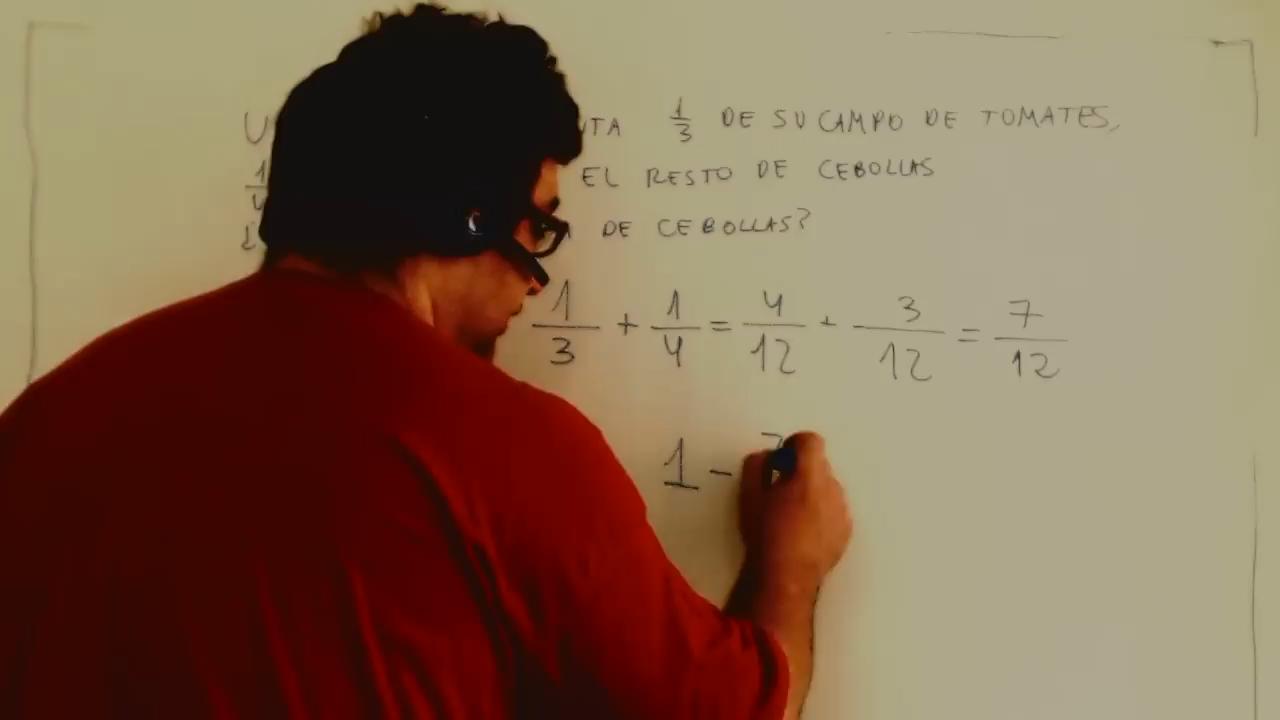 U TA 1/3 DE SU CAMPO DE TOMATES,
1/4 EL RESTO DE CEBOLLAS
¿ DE CEBOLLAS?
1/3 + 1/4 = 4/12 + 3/12 = 7/12
1 - 7